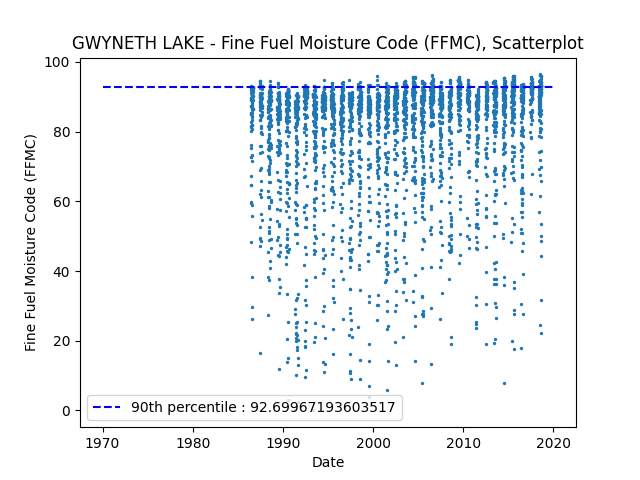 GWYNETH LAKE - Fine Fuel Moisture Code (FFMC), Scatterplot
100
80
60
40
20
0
Fine Fuel Moisture Code (FFMC)
90th percentile : 92.69967193603517
1970 1980 1990 2000 2010 2020
Date